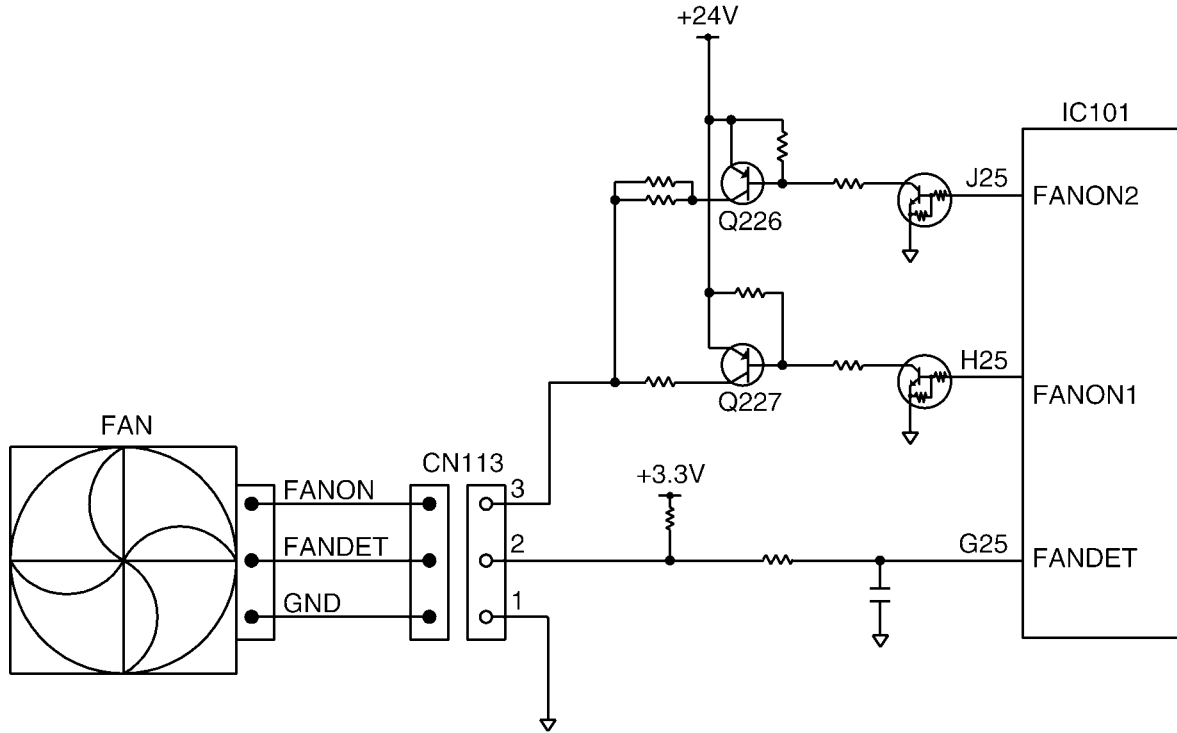 +24V
IC101
J25
FANON2
Q226
H25
FANON1
Q227
FAN
CN113
+3.3V
FANON
3
FANDET
2
G25
FANDET
GND
1